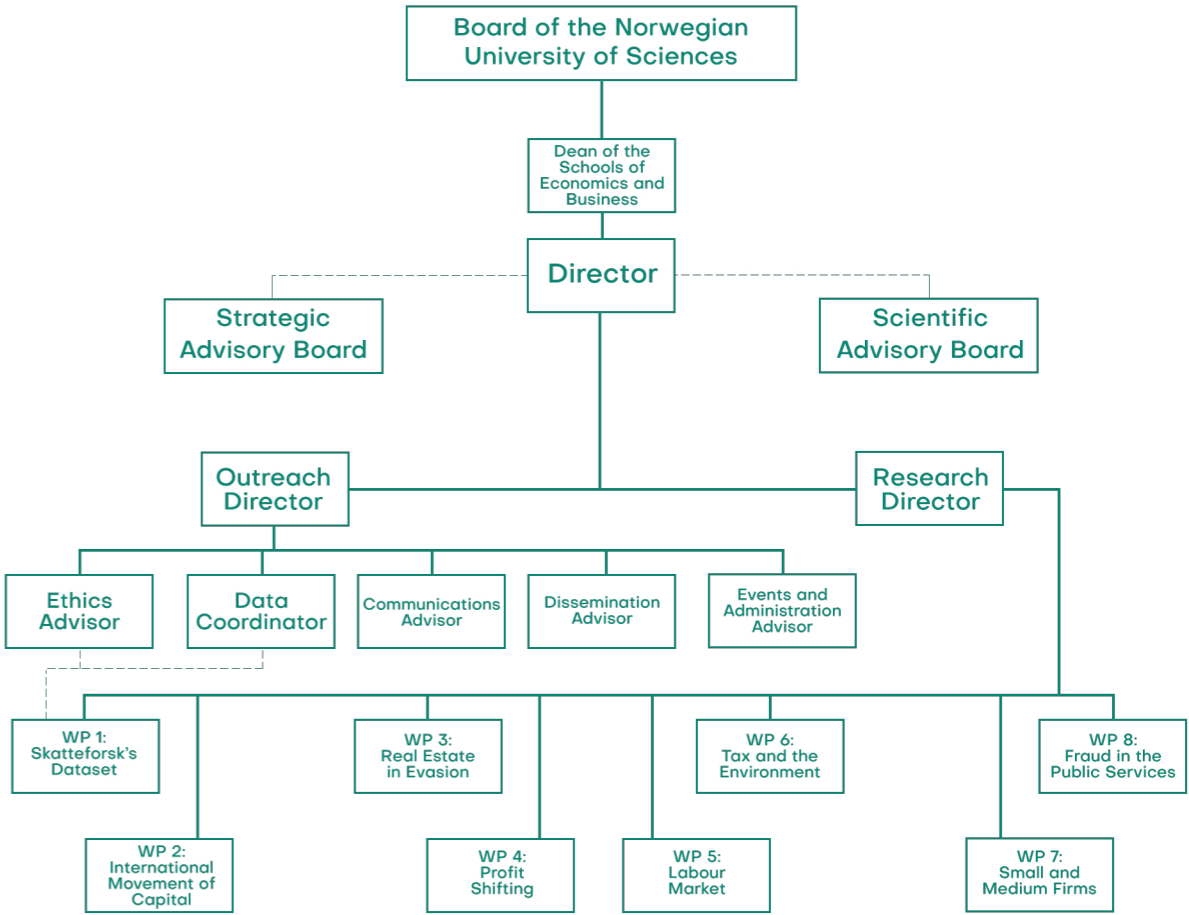 Board of the Norwegian
University of Sciences
Dean of the
Schools of
Economics and
Business
Director
Strategic
Advisory Board
Scientific
Advisory Board
Outreach
Director
Research
Director
Ethics
Advisor
Data
Coordinator
Communications
Advisor
Dissemination
Advisor
Events and
Administration
Advisor
WP 1:
Skatteforsk's
Dataset
WP 3:
Real Estate
in Evasion
WP 6:
Tax and the
Environment
WP 8:
Fraud in the
Public Services
WP 2:
International
Movement of
Capital
WP 4:
Profit
Shifting
WP 5:
Labour
Market
WP 7:
Small and
Medium Firms